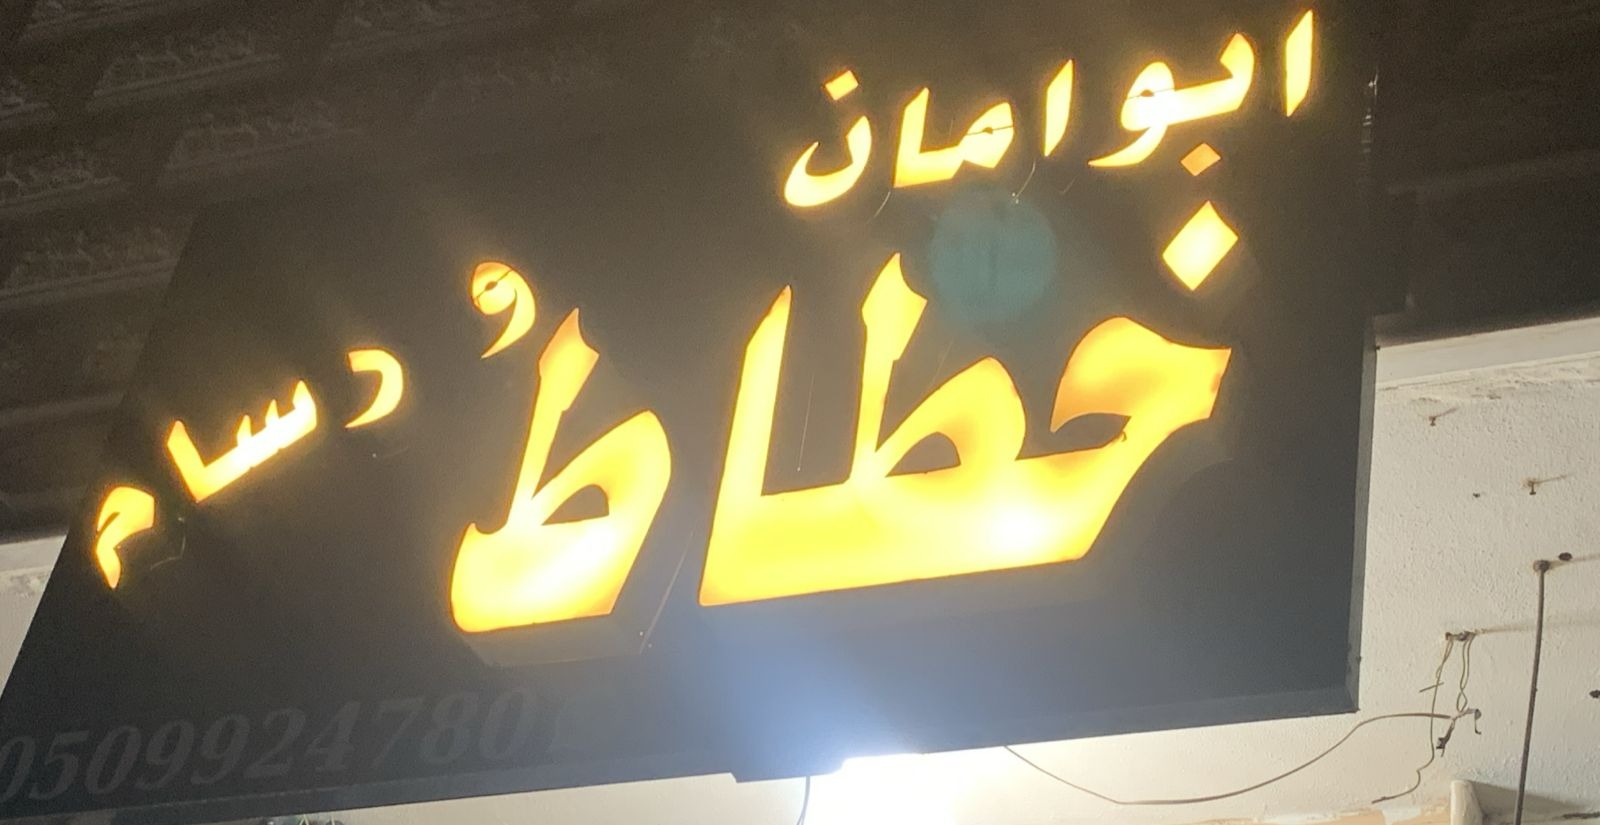 ابو امان
خطاطُ و رسام
0509924780